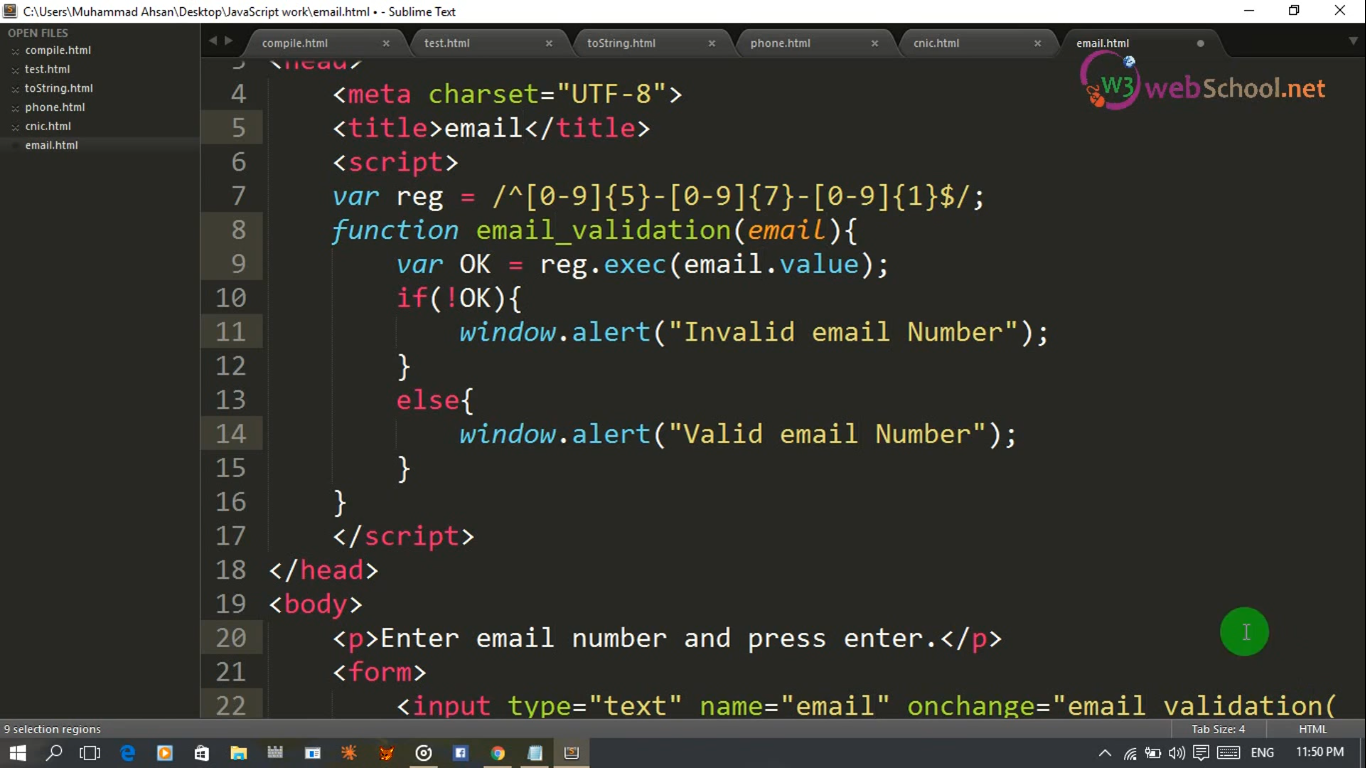 C:\Users\Muhammad Ahsan\Desktop\JavaScript work\email.html • - Sublime Text
OPEN FILES
compile.html
test.html
toString.html
phone.html
cnic.html
email.html
compile.html × test.html × toString.html × phone.html × cnic.html × email.html
W3 webSchool.net
3 <head>
4 <meta charset="UTF-8">
5 <title>email</title>
6 <script>
7 var reg = /^[0-9]{5}-[0-9]{7}-[0-9]{1}$/;
8 function email_validation(email){
9 var OK = reg.exec(email.value);
10 if(!OK){
11 window.alert("Invalid email Number");
12 }
13 else{
14 window.alert("Valid email Number");
15 }
16 }
17 </script>
18 </head>
19 <body>
20 <p>Enter email number and press enter.</p>
21 <form>
22 <input type="text" name="email" onchange="email_validation(
9 selection regions Tab Size: 4 HTML
ENG 11:50 PM